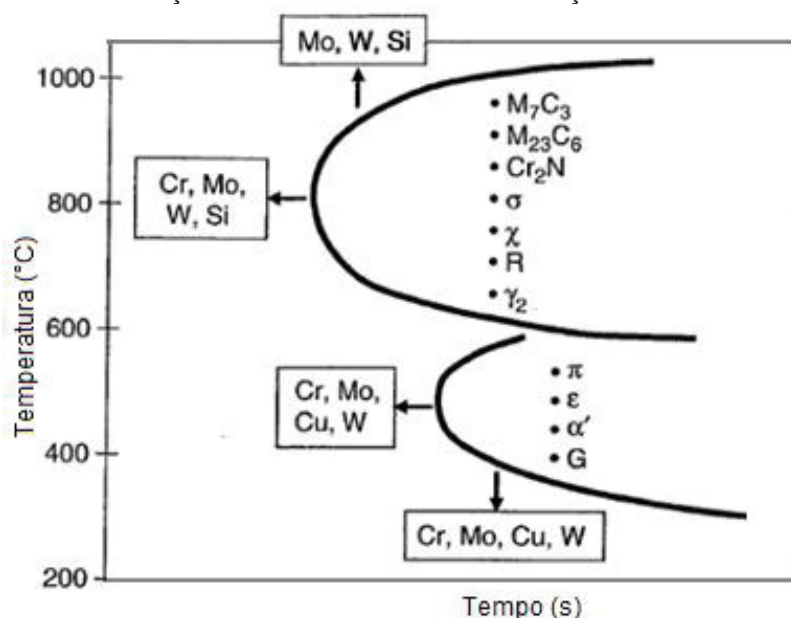 Mo, W, Si
1000
M₇C₃
M₂₃C₆
Cr₂N
Cr, Mo,
W, Si
800
σ
χ
R
γ₂
600
Temperatura (°C)
π
ε
α′
G
Cr, Mo,
Cu, W
400
Cr, Mo, Cu, W
200
Tempo (s)